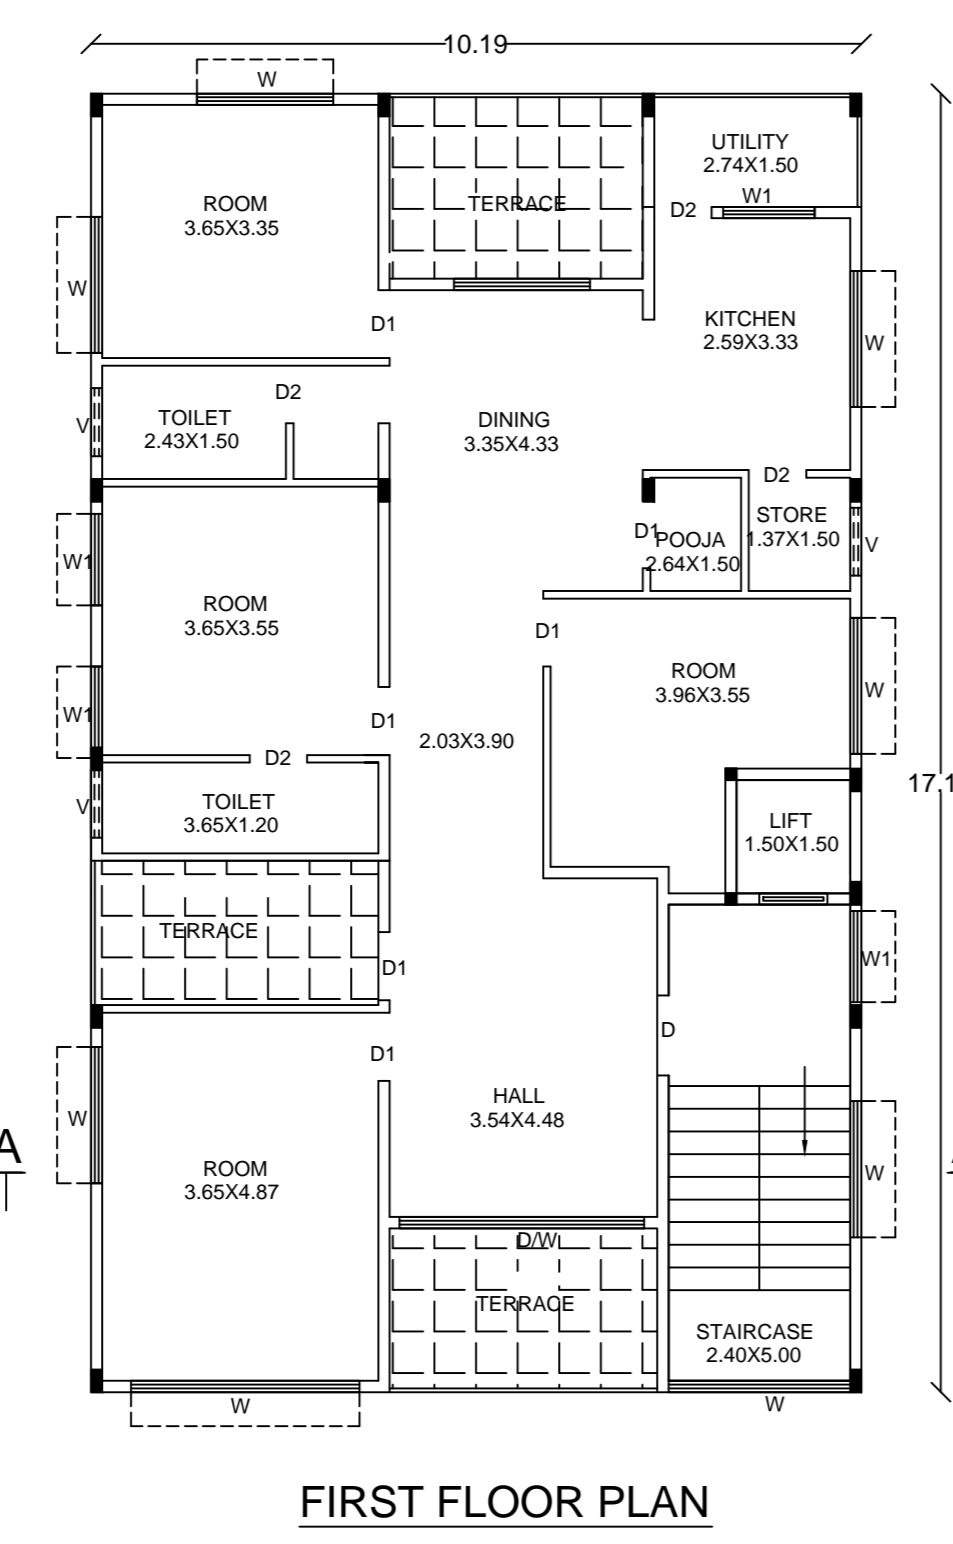 10.19
W
UTILITY
2.74X1.50
ROOM
3.65X3.35
TERRACE
W1
D2
W
D1
KITCHEN
2.59X3.33
W
D2
TOILET
2.43X1.50
V
DINING
3.35X4.33
D2
STORE
1.37X1.50
D1
POOJA
2.64X1.50
V
W1
ROOM
3.65X3.55
D1
ROOM
3.96X3.55
W
W1
D1
2.03X3.90
D2
17.1
TOILET
3.65X1.20
V
LIFT
1.50X1.50
TERRACE
D1
W1
D
D1
HALL
3.54X4.48
W
A
ROOM
3.65X4.87
W
D/W
TERRACE
STAIRCASE
2.40X5.00
W
W
FIRST FLOOR PLAN